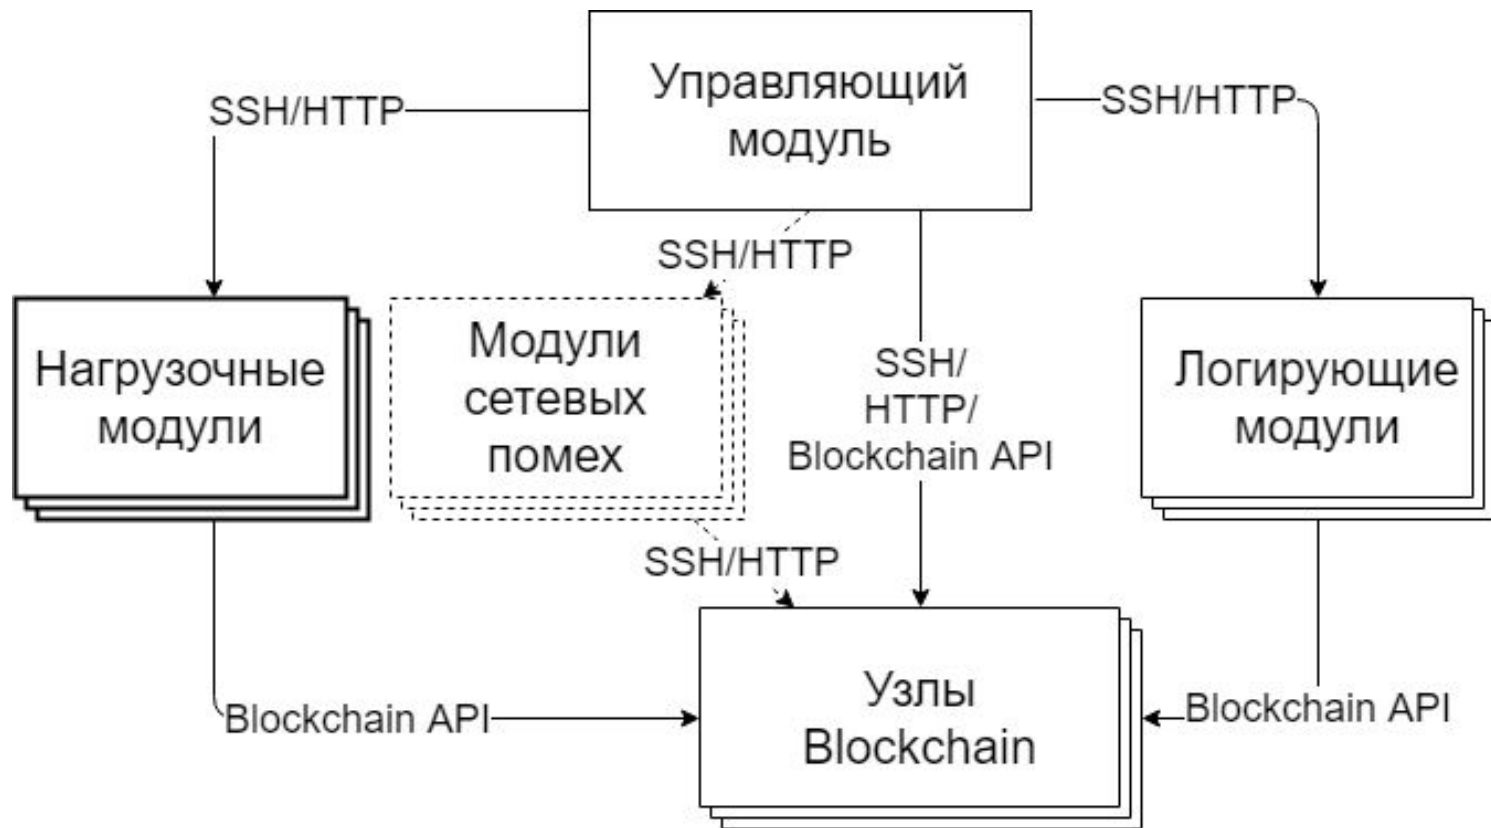 Управляющий
модуль
SSH/HTTP
SSH/HTTP
SSH/HTTP
Нагрузочные
модули
Модули
сетевых
помех
SSH/
HTTP/
Blockchain API
Логирующие
модули
SSH/HTTP
Blockchain API
Узлы
Blockchain
Blockchain API